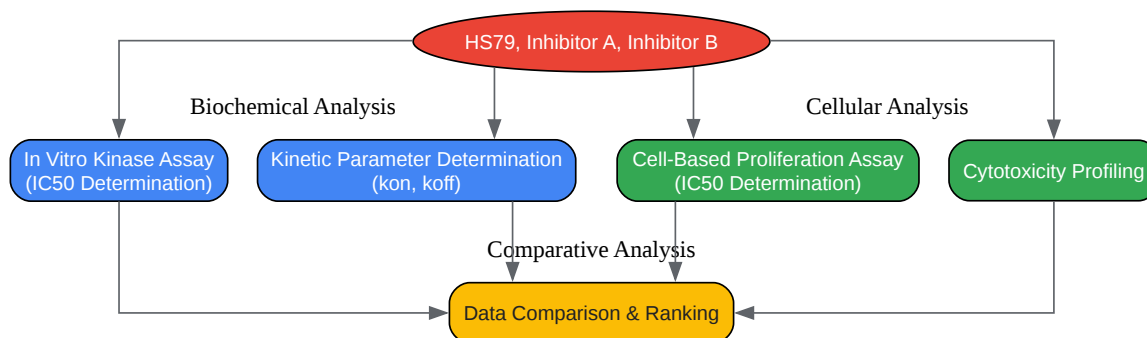 HS79, Inhibitor A, Inhibitor B
Biochemical Analysis
Cellular Analysis
In Vitro Kinase Assay
(IC50 Determination)
Kinetic Parameter Determination
(kon, koff)
Cell-Based Proliferation Assay
(IC50 Determination)
Cytotoxicity Profiling
Comparative Analysis
Data Comparison & Ranking